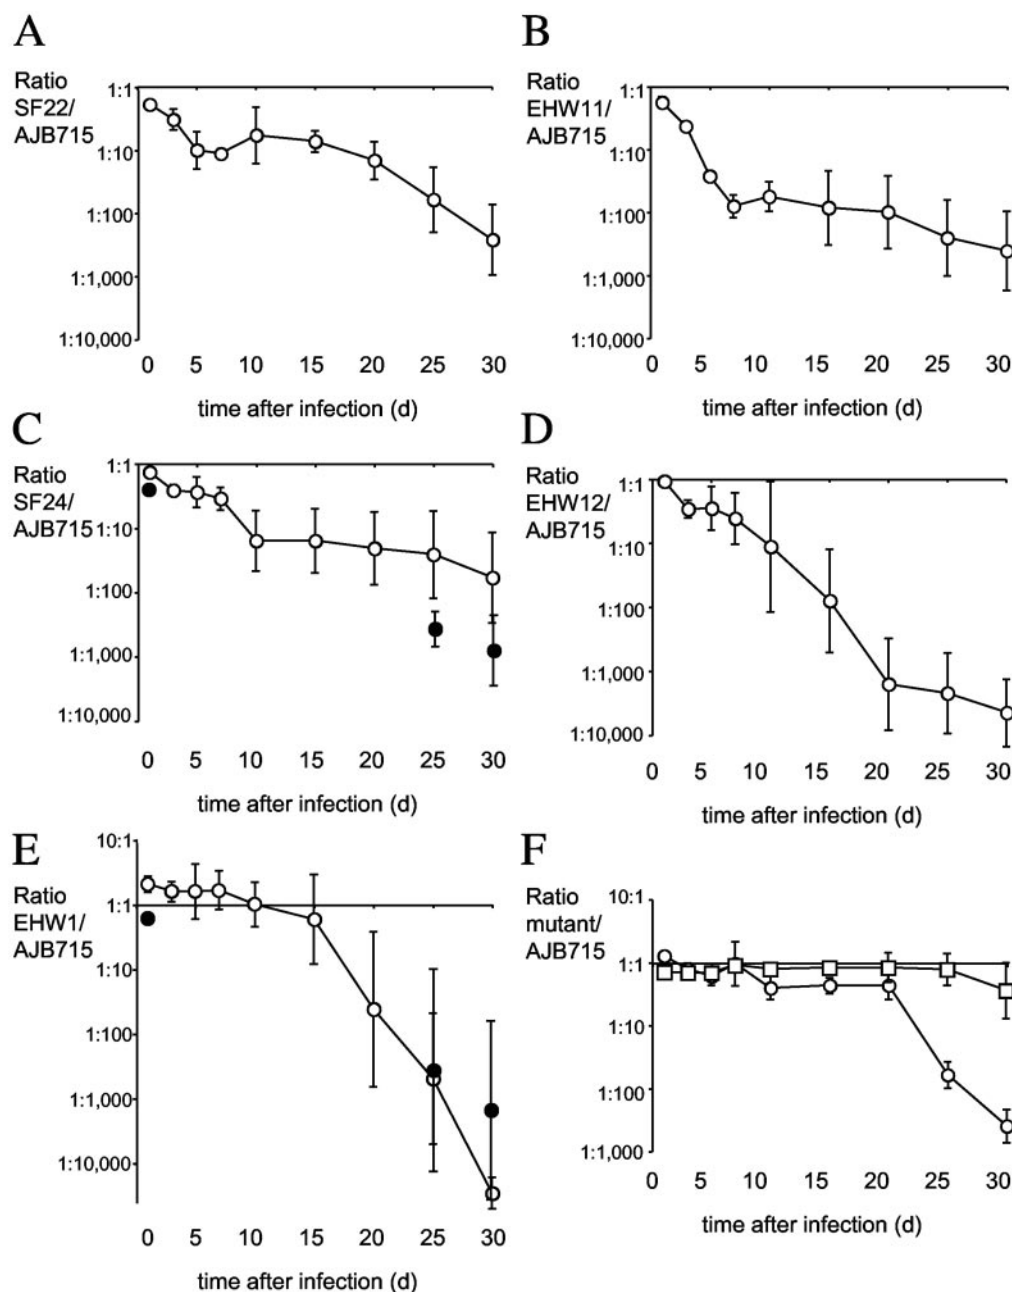 A
Ratio
SF22/
AJB715
1:1
1:10
1:100
1:1,000
1:10,000
0 5 10 15 20 25 30
time after infection (d)
B
Ratio
EHW11/
AJB715
1:1
1:10
1:100
1:1,000
1:10,000
0 5 10 15 20 25 30
time after infection (d)
C
Ratio
SF24/
AJB715
1:1
1:10
1:100
1:1,000
1:10,000
0 5 10 15 20 25 30
time after infection (d)
D
Ratio
EHW12/
AJB715
1:1
1:10
1:100
1:1,000
1:10,000
0 5 10 15 20 25 30
time after infection (d)
E
Ratio
EHW1/
AJB715
10:1
1:1
1:10
1:100
1:1,000
1:10,000
0 5 10 15 20 25 30
time after infection (d)
F
Ratio
mutant/
AJB715
10:1
1:1
1:10
1:100
1:1,000
0 5 10 15 20 25 30
time after infection (d)